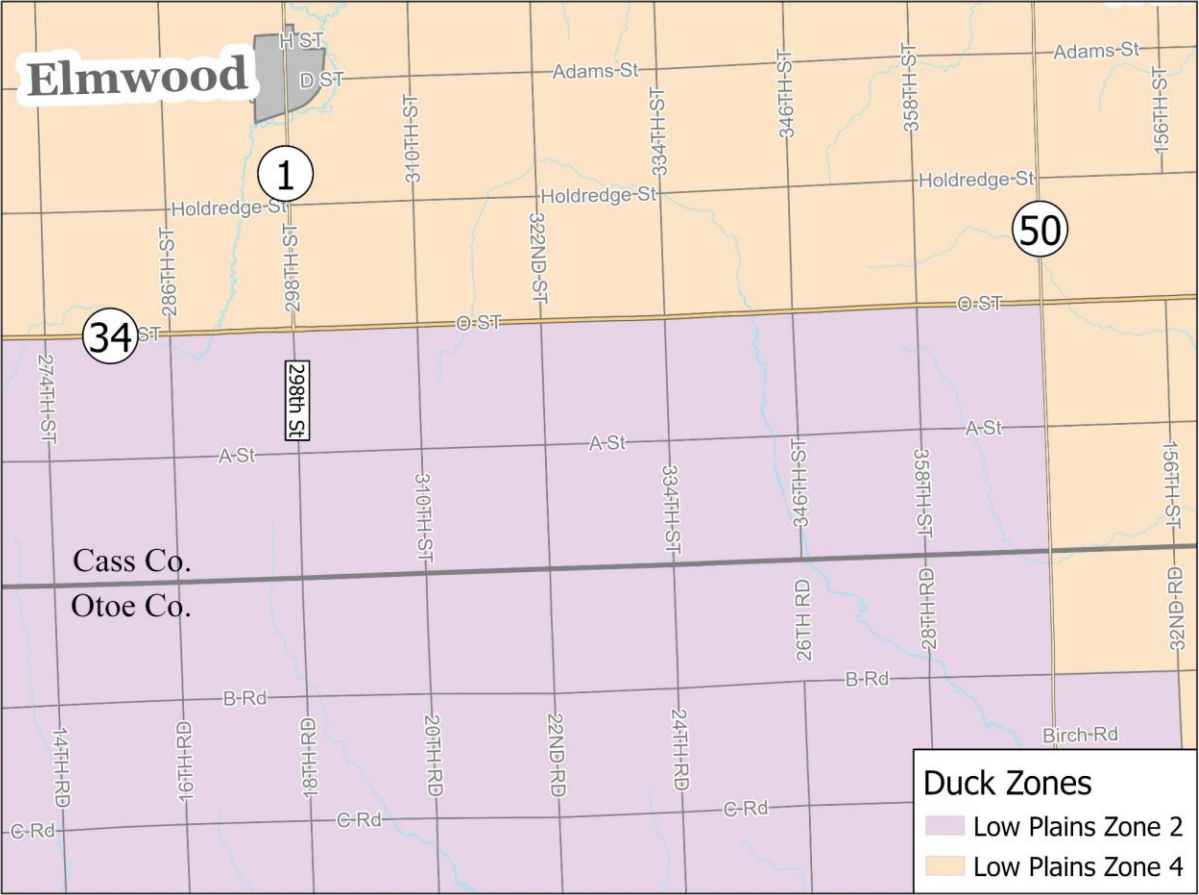 H ST
Elmwood
D ST
Adams St
Adams St
310TH ST
334TH ST
346TH ST
358TH ST
156TH ST
1
Holdredge St
Holdredge St
Holdredge St
286TH ST
298TH ST
322ND ST
50
34
ST
O ST
O ST
274TH ST
298th St
A St
A St
A St
310TH ST
334TH ST
346TH ST
358TH ST
156TH ST
Cass Co.
Otoe Co.
26TH RD
28TH RD
32ND RD
B Rd
B Rd
14TH RD
16TH RD
18TH RD
20TH RD
22ND RD
24TH RD
Birch Rd
C Rd
C Rd
C Rd
Duck Zones
Low Plains Zone 2
Low Plains Zone 4